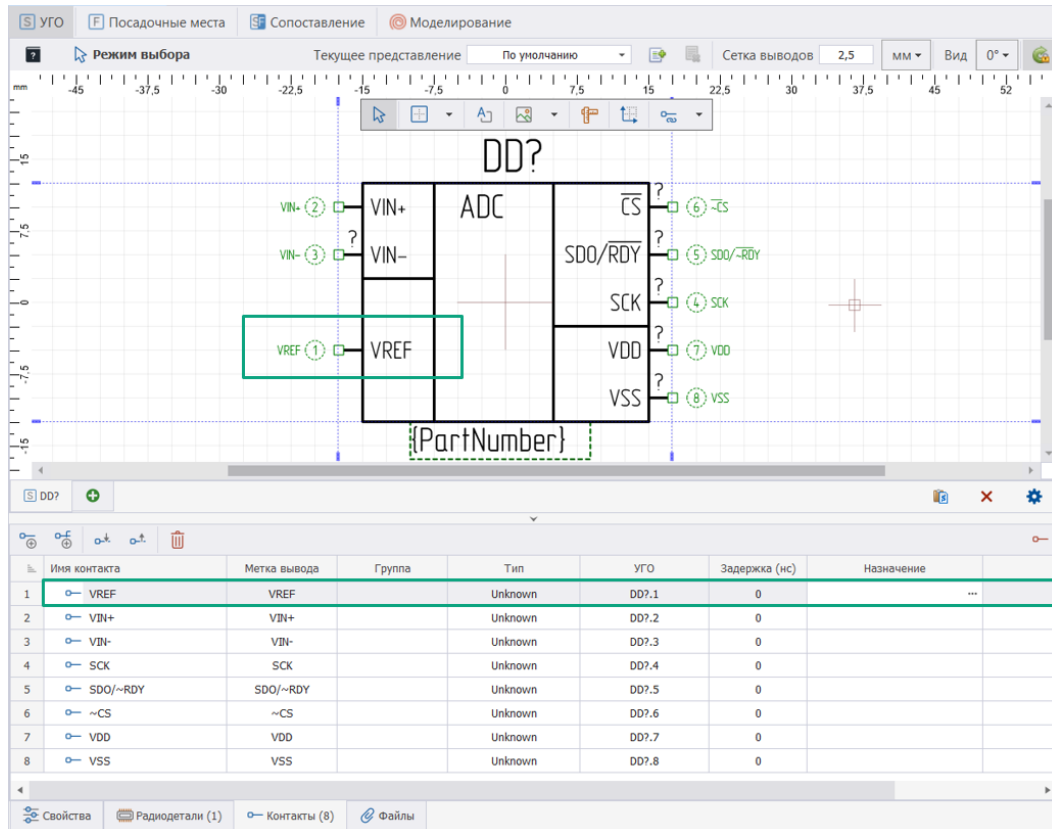 S УГО F Посадочные места SF Сопоставление Моделирование
? Режим выбора Текущее представление По умолчанию Сетка выводов 2,5 мм Вид 0°
mm -45 -37,5 -30 -22,5 -15 -7,5 0 7,5 15 22,5 30 37,5 45 52
15
7,5
0
-7,5
-15
DD?
ADC
VIN+ 2 VIN+
VIN- 3 ? VIN-
VREF 1 VREF
C̅S̅ ? 6 ~C̅S̅
SDO/R̅D̅Y̅ ? 5 SDO/~R̅D̅Y̅
SCK ? 4 SCK
VDD ? 7 VDD
VSS ? 8 VSS
{PartNumber}
S DD?
Имя контакта Метка вывода Группа Тип УГО Задержка (нс) Назначение
1 VREF VREF Unknown DD?.1 0 ...
2 VIN+ VIN+ Unknown DD?.2 0
3 VIN- VIN- Unknown DD?.3 0
4 SCK SCK Unknown DD?.4 0
5 SDO/~RDY SDO/~RDY Unknown DD?.5 0
6 ~CS ~CS Unknown DD?.6 0
7 VDD VDD Unknown DD?.7 0
8 VSS VSS Unknown DD?.8 0
Свойства Радиодетали (1) Контакты (8) Файлы